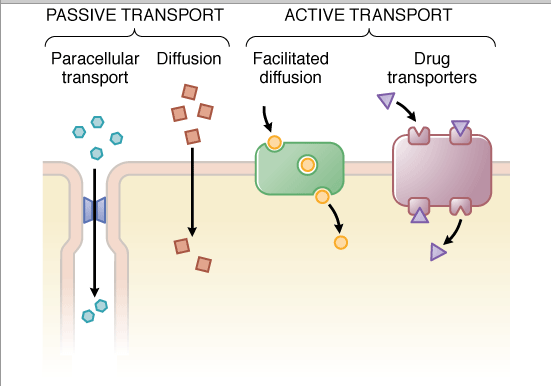 PASSIVE TRANSPORT
ACTIVE TRANSPORT
Paracellular
transport
Diffusion
Facilitated
diffusion
Drug
transporters